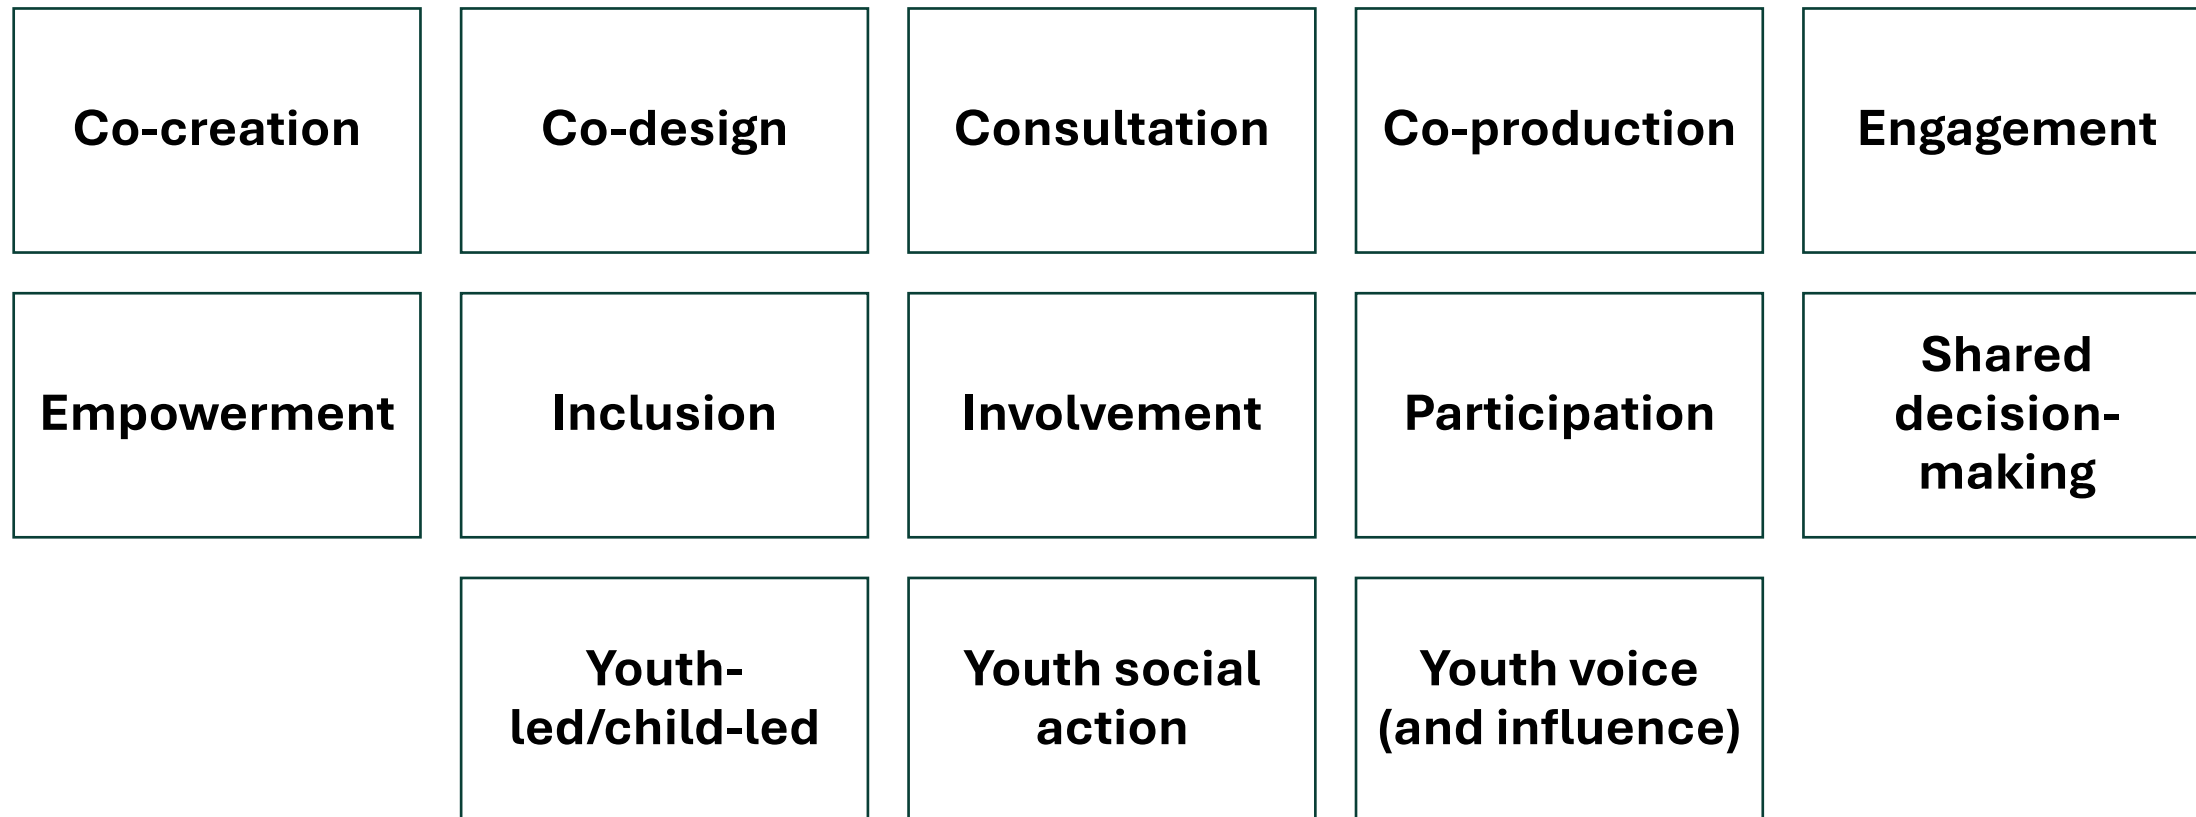 Co-creation
Co-design
Consultation
Co-production
Engagement
Empowerment
Inclusion
Involvement
Participation
Shared
decision-
making
Youth-
led/child-led
Youth social
action
Youth voice
(and influence)